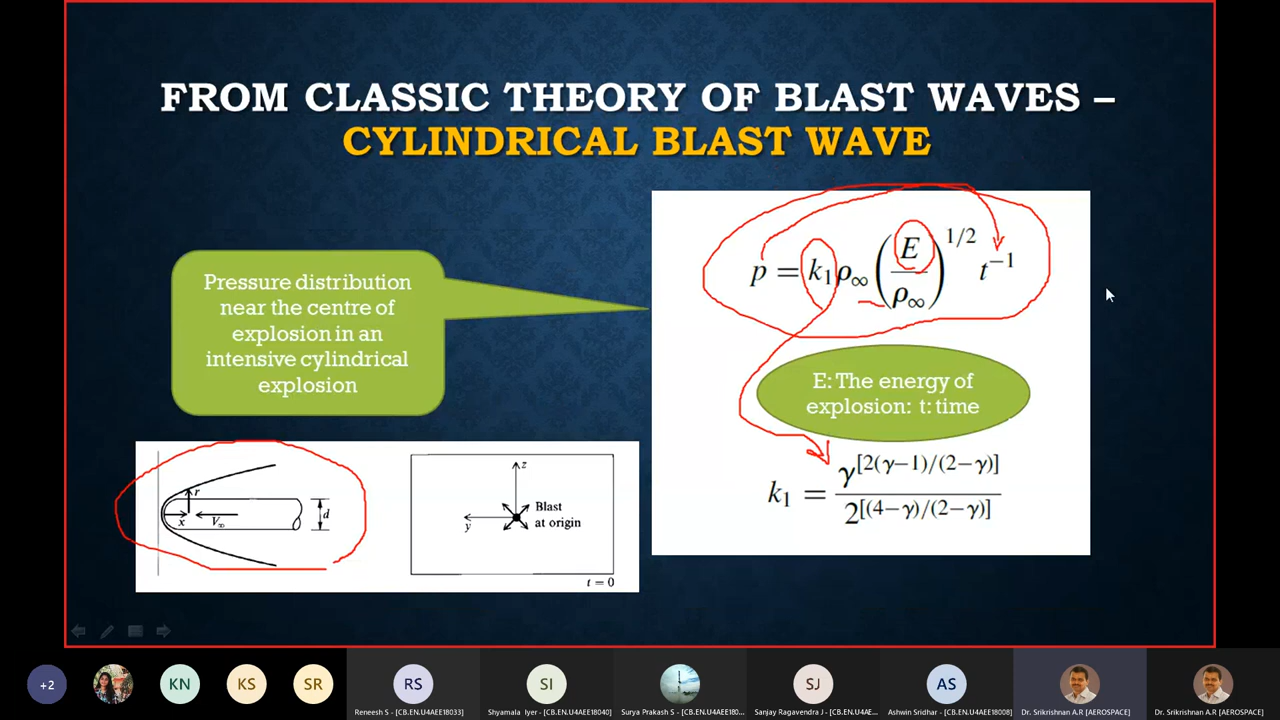 FROM CLASSIC THEORY OF BLAST WAVES –
CYLINDRICAL BLAST WAVE
Pressure distribution
near the centre of
explosion in an
intensive cylindrical
explosion
p = k₁ρ∞ (E/ρ∞)^1/2 t⁻¹
E: The energy of
explosion: t: time
k₁ = γ^[2(γ−1)/(2−γ)] / 2^[(4−γ)/(2−γ)]
r
x
V∞
d
z
y
Blast
at origin
t = 0
+2
KN
KS
SR
RS
SI
SJ
AS
Reneesh S - [CB.EN.U4AEE18033]
Shyamala Iyer - [CB.EN.U4AEE18040]
Surya Prakash S - [CB.EN.U4AEE180...
Sanjay Ragavendra J - [CB.EN.U4AE...
Ashwin Sridhar - [CB.EN.U4AEE18008]
Dr. Srikrishnan A.R [AEROSPACE]
Dr. Srikrishnan A.R [AEROSPACE]